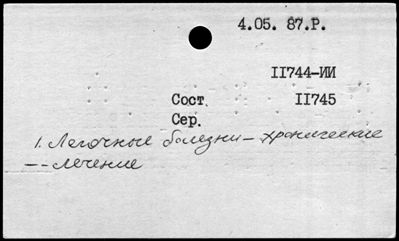 4.05. 87.Р.
II744-ИИ
Сост. II745
Сер.
1. Легочные болезни - хронические
-- лечение